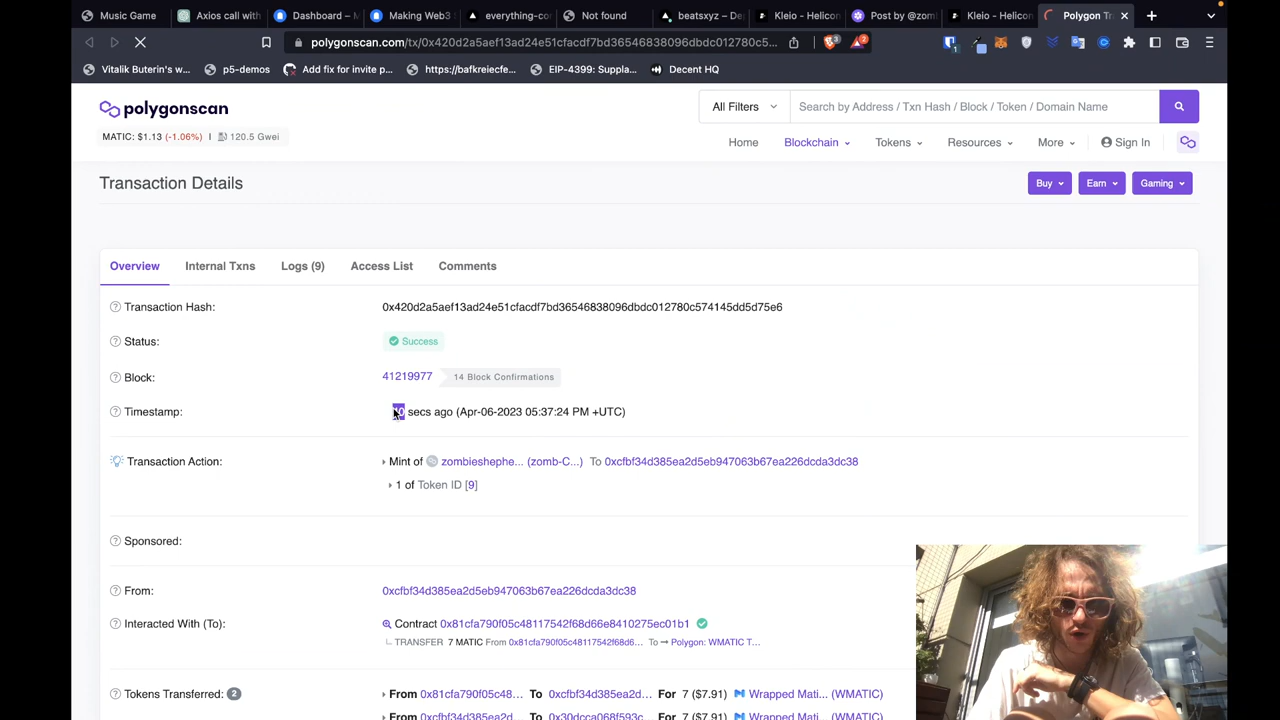 Music Game
Axios call with
Dashboard –
Making Web3
everything-co
Not found
beatsxyz – De
Kleio - Helicon
Post by @zom
Kleio - Helicon
Polygon Tr
polygonscan.com/tx/0x420d2a5aef13ad24e51cfacdf7bd36546838096dbdc012780c5...
Vitalik Buterin's w...
p5-demos
Add fix for invite p...
https://bafkreiecfe...
EIP-4399: Suppla...
Decent HQ
polygonscan
All Filters
Search by Address / Txn Hash / Block / Token / Domain Name
MATIC: $1.13 (-1.06%) | 120.5 Gwei
Home
Blockchain
Tokens
Resources
More
Sign In
Transaction Details
Buy
Earn
Gaming
Overview
Internal Txns
Logs (9)
Access List
Comments
Transaction Hash:
0x420d2a5aef13ad24e51cfacdf7bd36546838096dbdc012780c574145dd5d75e6
Status:
Success
Block:
41219977
14 Block Confirmations
Timestamp:
secs ago (Apr-06-2023 05:37:24 PM +UTC)
Transaction Action:
Mint of zombieshephe... (zomb-C...) To 0xcfbf34d385ea2d5eb947063b67ea226dcda3dc38
1 of Token ID [9]
Sponsored:
From:
0xcfbf34d385ea2d5eb947063b67ea226dcda3dc38
Interacted With (To):
Contract 0x81cfa790f05c48117542f68d66e8410275ec01b1
TRANSFER 7 MATIC From 0x81cfa790f05c48117542f68d6... To → Polygon: WMATIC T...
Tokens Transferred: 2
From 0x81cfa790f05c48... To 0xcfbf34d385ea2d... For 7 ($7.91) Wrapped Mati... (WMATIC)
From 0xcfbf34d385ea2d... To 0x30dcca068f593c... For 7 ($7.91) Wrapped Mati... (WMATIC)